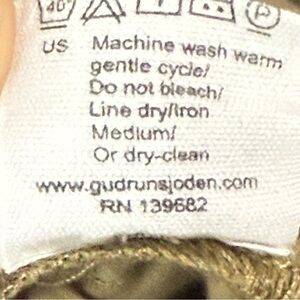 40°
P
US Machine wash warm
gentle cycle/
Do not bleach/
Line dry/Iron
Medium/
Or dry-clean
www.gudrunsjoden.com
RN 139682